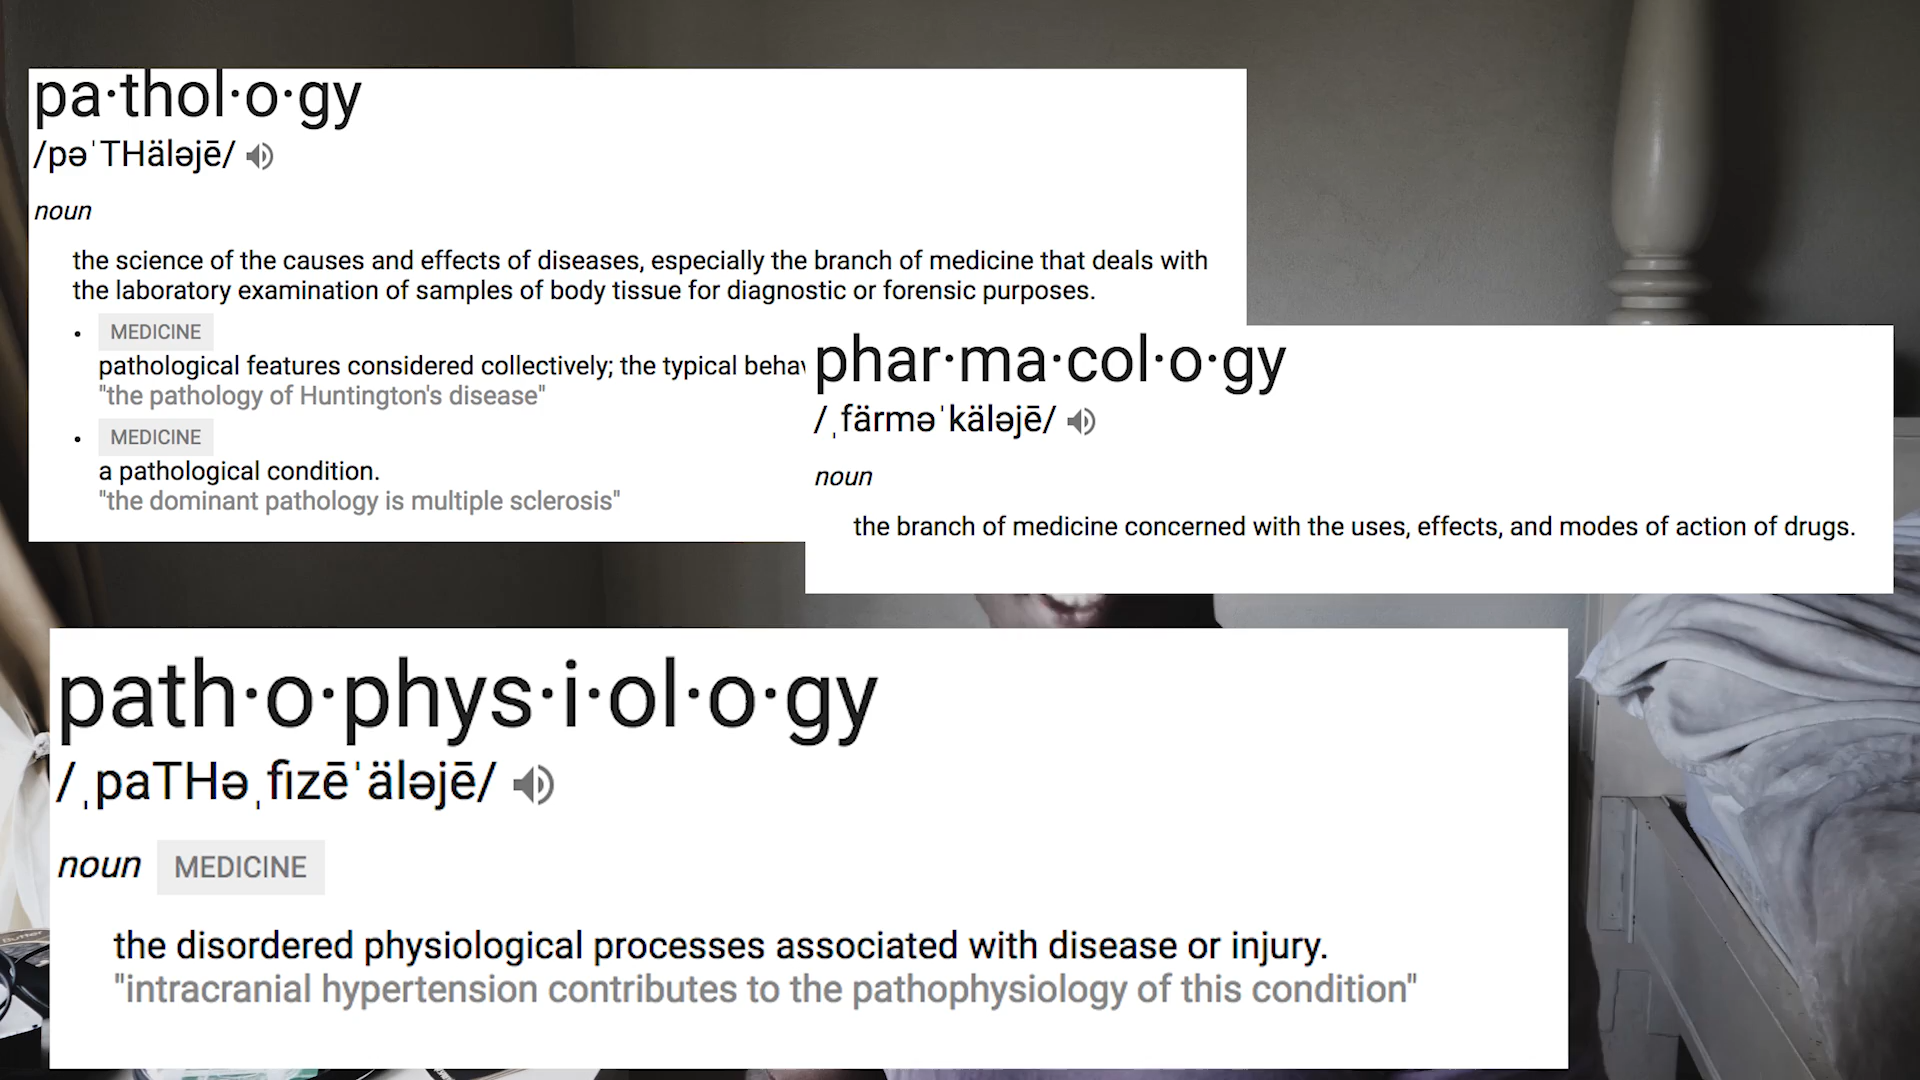 pa·thol·o·gy
/pəˈTHäləjē/
noun
the science of the causes and effects of diseases, especially the branch of medicine that deals with
the laboratory examination of samples of body tissue for diagnostic or forensic purposes.
MEDICINE
pathological features considered collectively; the typical
"the pathology of Huntington's disease"
MEDICINE
a pathological condition.
"the dominant pathology is multiple sclerosis"
phar·ma·col·o·gy
/ˌfärməˈkäləjē/
noun
the branch of medicine concerned with the uses, effects, and modes of action of drugs.
path·o·phys·i·ol·o·gy
/ˌpaTHəˌfizēˈäləjē/
noun MEDICINE
the disordered physiological processes associated with disease or injury.
"intracranial hypertension contributes to the pathophysiology of this condition"